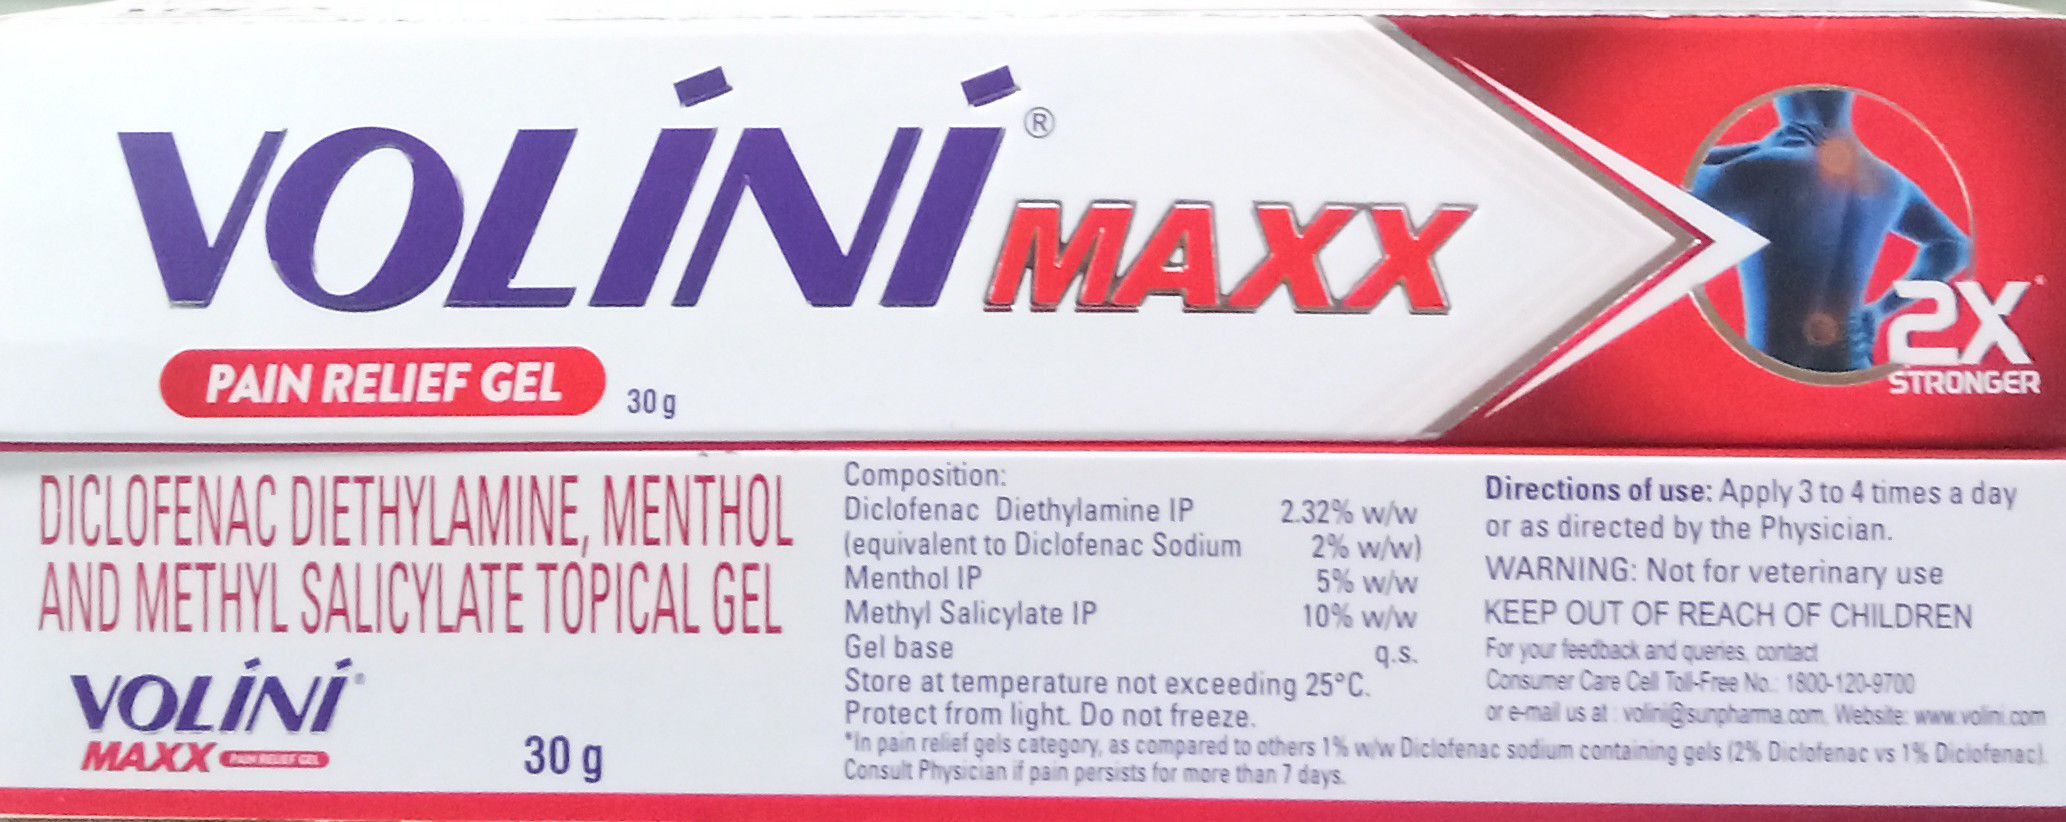 VOLINI®
MAXX
PAIN RELIEF GEL
30 g
2X*
STRONGER
DICLOFENAC DIETHYLAMINE, MENTHOL
AND METHYL SALICYLATE TOPICAL GEL
VOLINI®
MAXX PAIN RELIEF GEL
30 g
Composition:
Diclofenac Diethylamine IP 2.32% w/w
(equivalent to Diclofenac Sodium 2% w/w)
Menthol IP 5% w/w
Methyl Salicylate IP 10% w/w
Gel base q.s.
Store at temperature not exceeding 25°C.
Protect from light. Do not freeze.
*In pain relief gels category, as compared to others 1% w/w Diclofenac sodium containing gels (2% Diclofenac vs 1% Diclofenac).
Consult Physician if pain persists for more than 7 days.
Directions of use: Apply 3 to 4 times a day
or as directed by the Physician.
WARNING: Not for veterinary use
KEEP OUT OF REACH OF CHILDREN
For your feedback and queries, contact
Consumer Care Cell Toll-Free No.: 1800-120-9700
or e-mail us at : volini@sunpharma.com, Website: www.volini.com